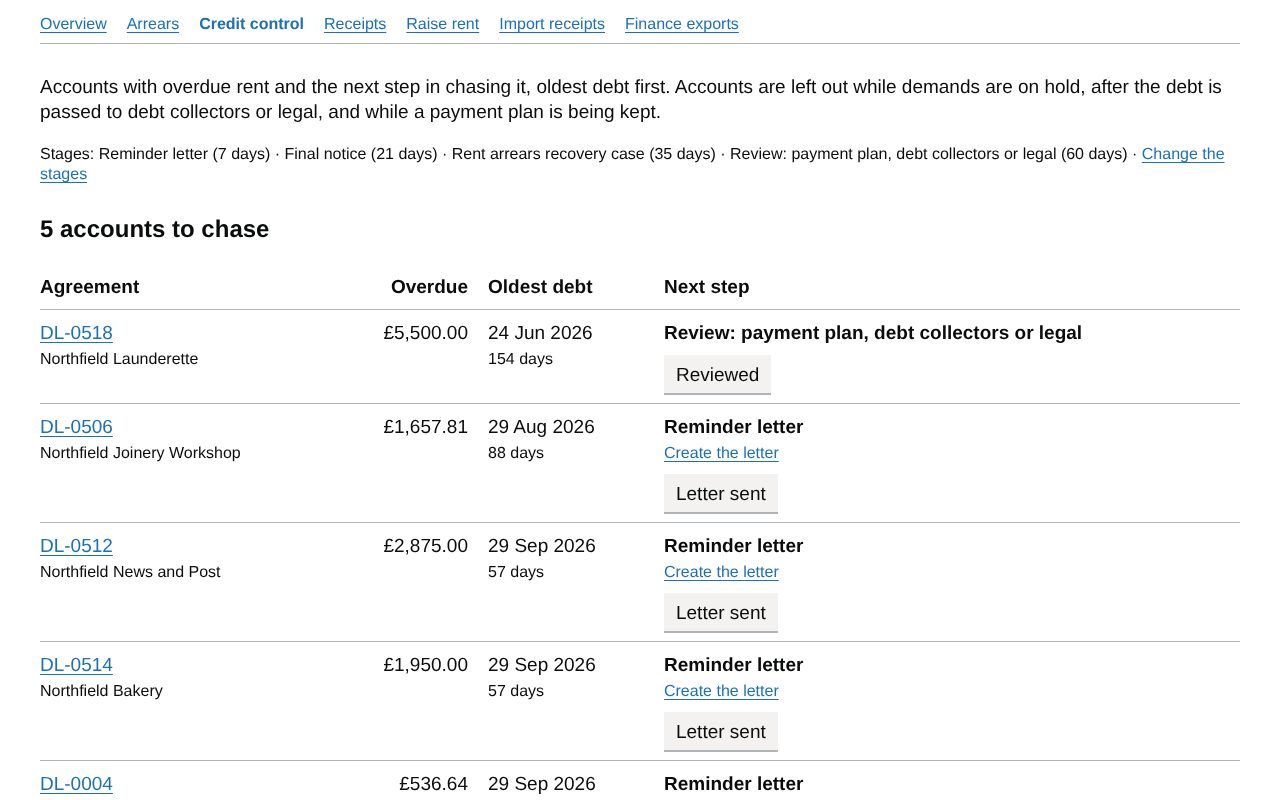 Overview Arrears Credit control Receipts Raise rent Import receipts Finance exports
Accounts with overdue rent and the next step in chasing it, oldest debt first. Accounts are left out while demands are on hold, after the debt is
passed to debt collectors or legal, and while a payment plan is being kept.
Stages: Reminder letter (7 days) · Final notice (21 days) · Rent arrears recovery case (35 days) · Review: payment plan, debt collectors or legal (60 days) · Change the
stages
5 accounts to chase
Agreement Overdue Oldest debt Next step
DL-0518 £5,500.00 24 Jun 2026 Review: payment plan, debt collectors or legal
Northfield Launderette 154 days
Reviewed
DL-0506 £1,657.81 29 Aug 2026 Reminder letter
Northfield Joinery Workshop 88 days Create the letter
Letter sent
DL-0512 £2,875.00 29 Sep 2026 Reminder letter
Northfield News and Post 57 days Create the letter
Letter sent
DL-0514 £1,950.00 29 Sep 2026 Reminder letter
Northfield Bakery 57 days Create the letter
Letter sent
DL-0004 £536.64 29 Sep 2026 Reminder letter